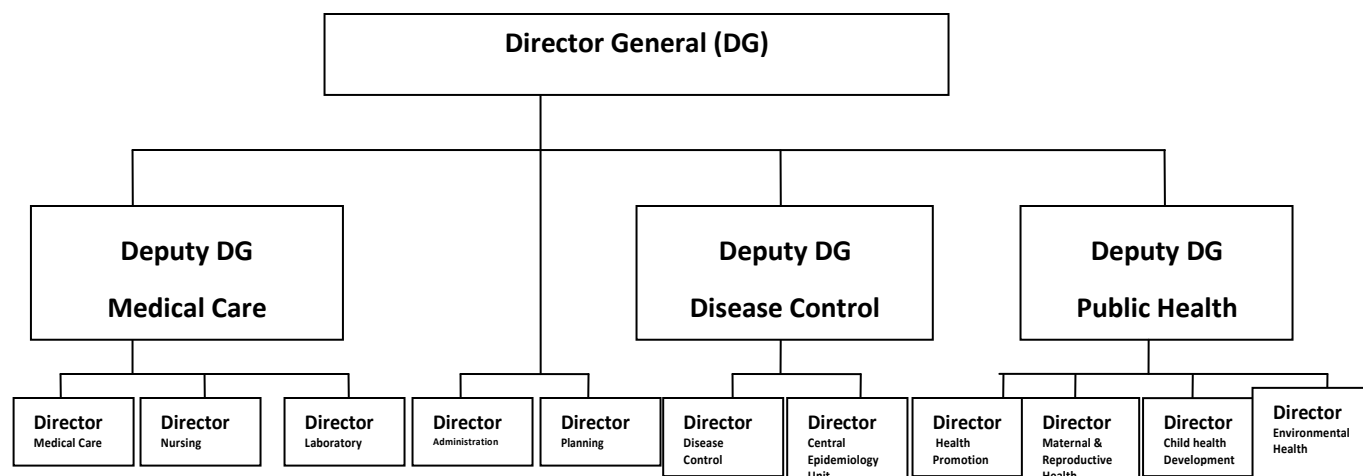 Director General (DG)
Deputy DG
Medical Care
Deputy DG
Disease Control
Deputy DG
Public Health
Director
Medical Care
Director
Nursing
Director
Laboratory
Director
Administration
Director
Planning
Director
Disease
Control
Director
Central
Epidemiology
Unit
Director
Health
Promotion
Director
Maternal &
Reproductive
Health
Director
Child health
Development
Director
Environmental
Health